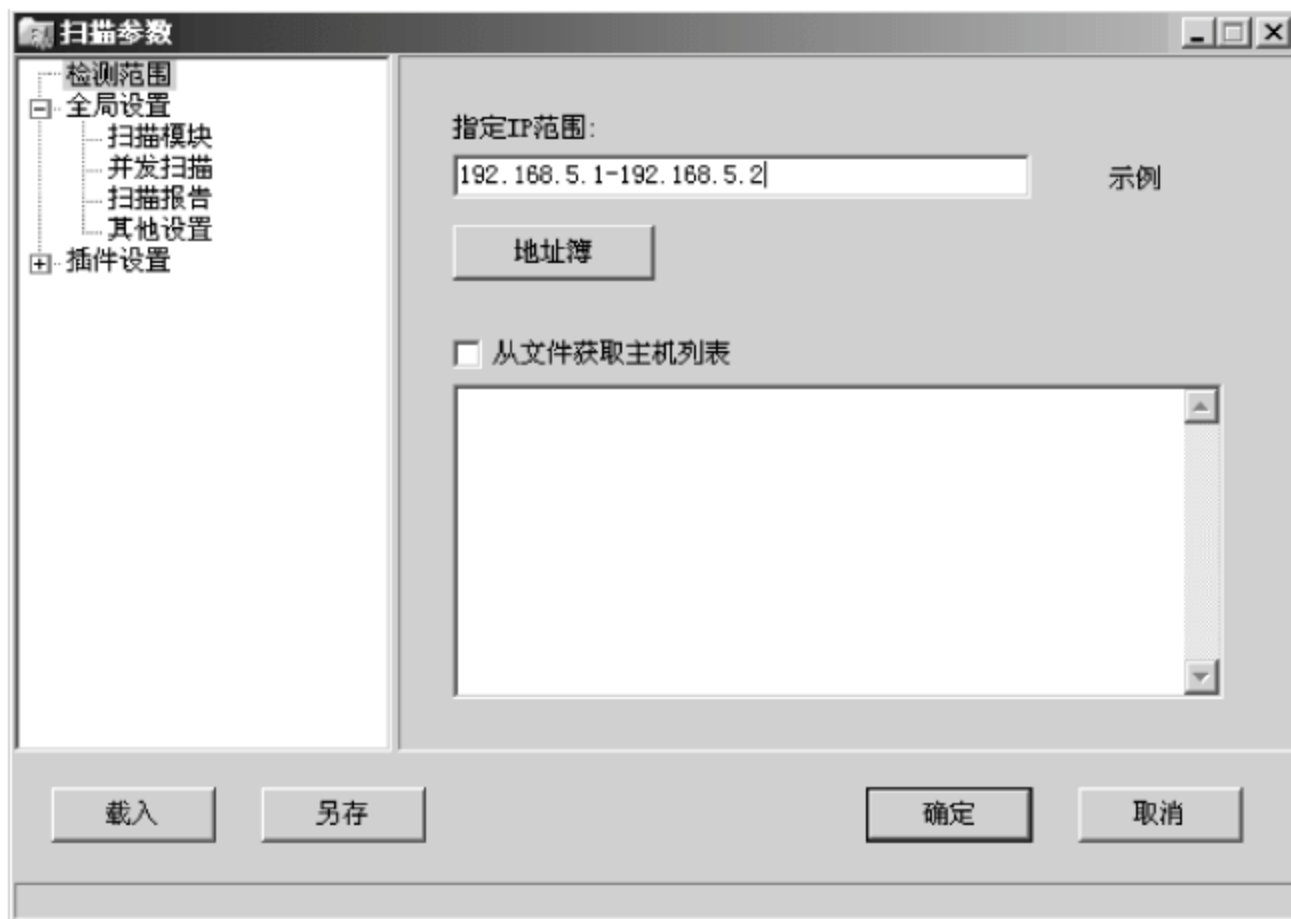 扫描参数
检测范围
全局设置
扫描模块
并发扫描
扫描报告
其他设置
插件设置
指定IP范围:
192.168.5.1-192.168.5.2
示例
地址簿
从文件获取主机列表
载入
另存
确定
取消